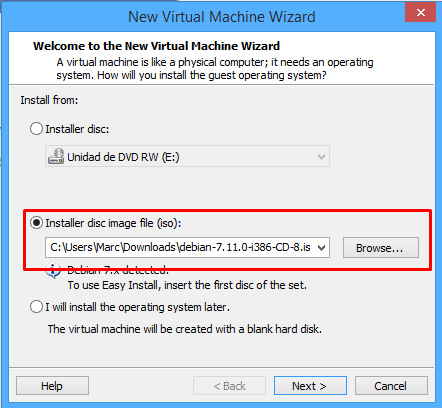 New Virtual Machine Wizard
Welcome to the New Virtual Machine Wizard
A virtual machine is like a physical computer; it needs an operating
system. How will you install the guest operating system?
Install from:
Installer disc:
Unidad de DVD RW (E:)
Installer disc image file (iso):
C:\Users\Marc\Downloads\debian-7.11.0-i386-CD-8.is
Browse...
Debian 7.x detected.
To use Easy Install, insert the first disc of the set.
I will install the operating system later.
The virtual machine will be created with a blank hard disk.
Help
< Back
Next >
Cancel